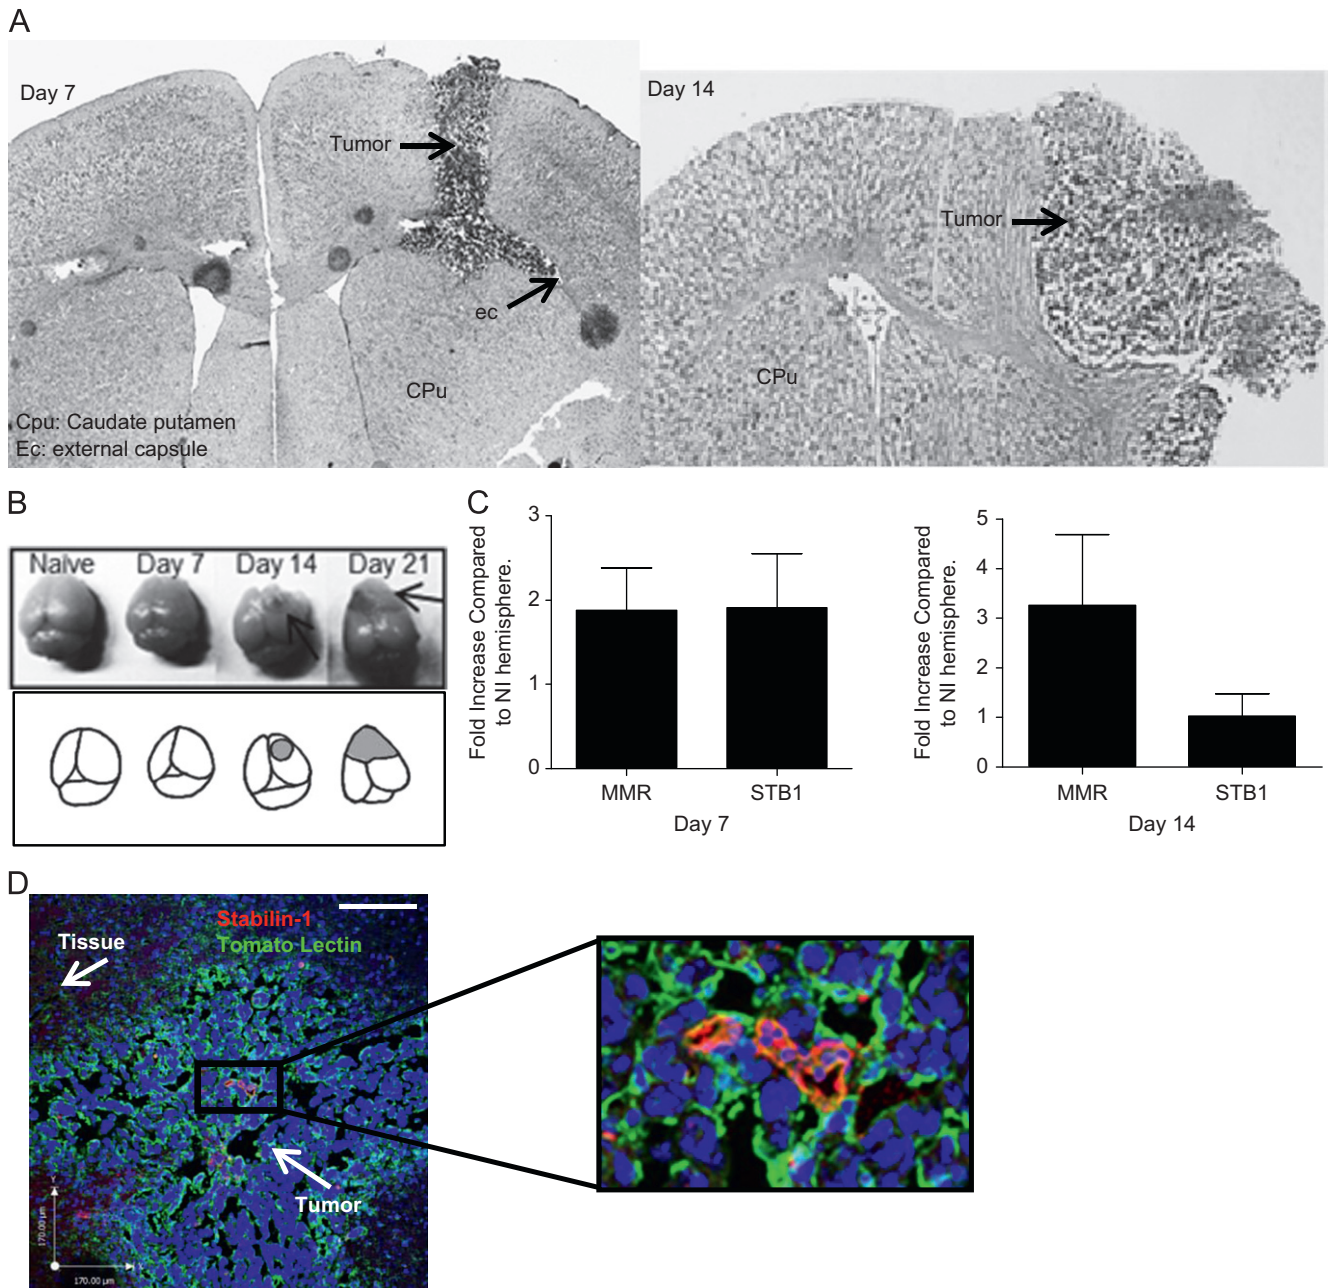 A
Day 7
Tumor
ec
CPu
Cpu: Caudate putamen
Ec: external capsule
Day 14
Tumor
CPu
B
Naïve Day 7 Day 14 Day 21
C
Fold Increase Compared
to NI hemisphere.
3
2
1
0
MMR STB1
Day 7
Fold Increase Compared
to NI hemisphere.
5
4
3
2
1
0
MMR STB1
Day 14
D
Stabilin-1
Tomato Lectin
Tissue
Tumor
Y
170.00 µm
170.00 µm